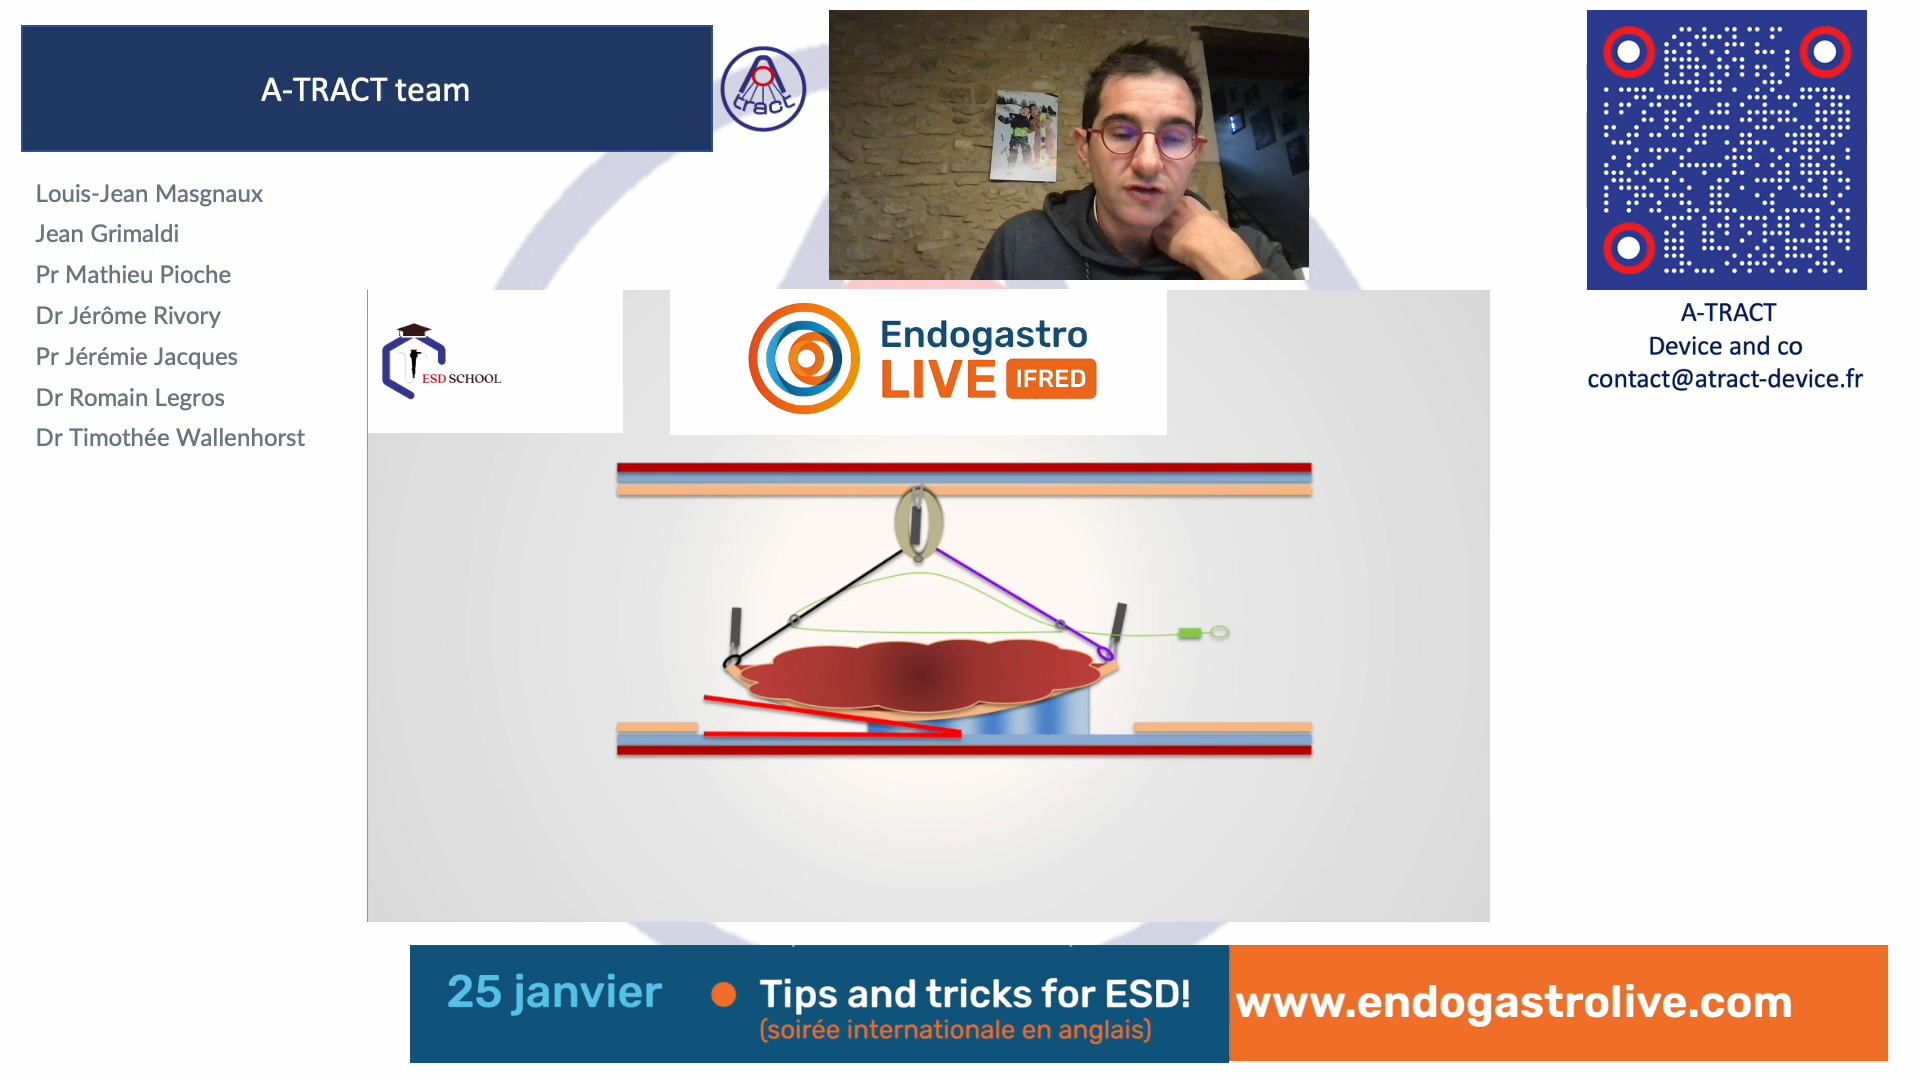 A-TRACT team
tract
Louis-Jean Masgnaux
Jean Grimaldi
Pr Mathieu Pioche
Dr Jérôme Rivory
Pr Jérémie Jacques
Dr Romain Legros
Dr Timothée Wallenhorst
A-TRACT
Device and co
contact@atract-device.fr
ESD SCHOOL
Endogastro
LIVE IFRED
25 janvier
Tips and tricks for ESD!
(soirée internationale en anglais)
www.endogastrolive.com